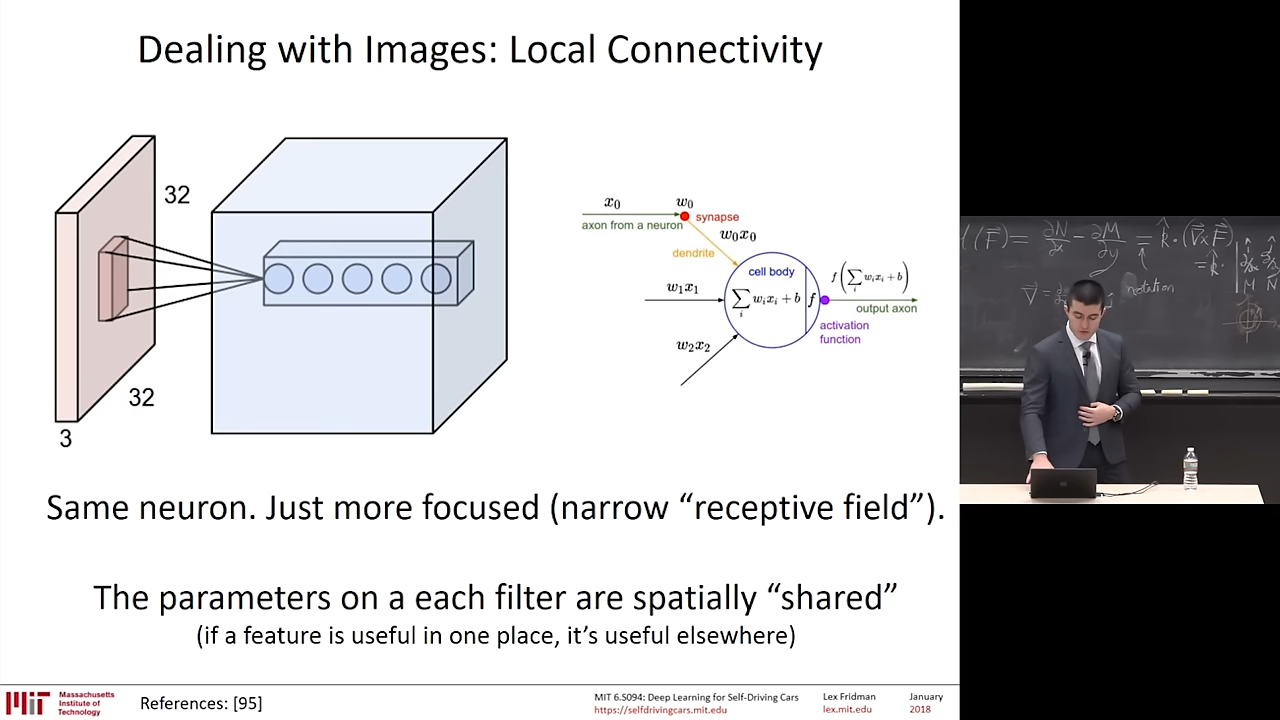 Dealing with Images: Local Connectivity
32
32
3
x₀
w₀
synapse
axon from a neuron
w₀x₀
dendrite
cell body
f(∑ᵢ wᵢxᵢ + b)
w₁x₁
∑ᵢ wᵢxᵢ + b
f
output axon
activation
function
w₂x₂
Same neuron. Just more focused (narrow “receptive field”).
The parameters on a each filter are spatially “shared”
(if a feature is useful in one place, it’s useful elsewhere)
MIT
Massachusetts
Institute of
Technology
References: [95]
MIT 6.S094: Deep Learning for Self-Driving Cars
https://selfdrivingcars.mit.edu
Lex Fridman
lex.mit.edu
January
2018
(F⃗) = ∂N/∂x − ∂M/∂y = k̂ · (∇⃗×F⃗)
notation